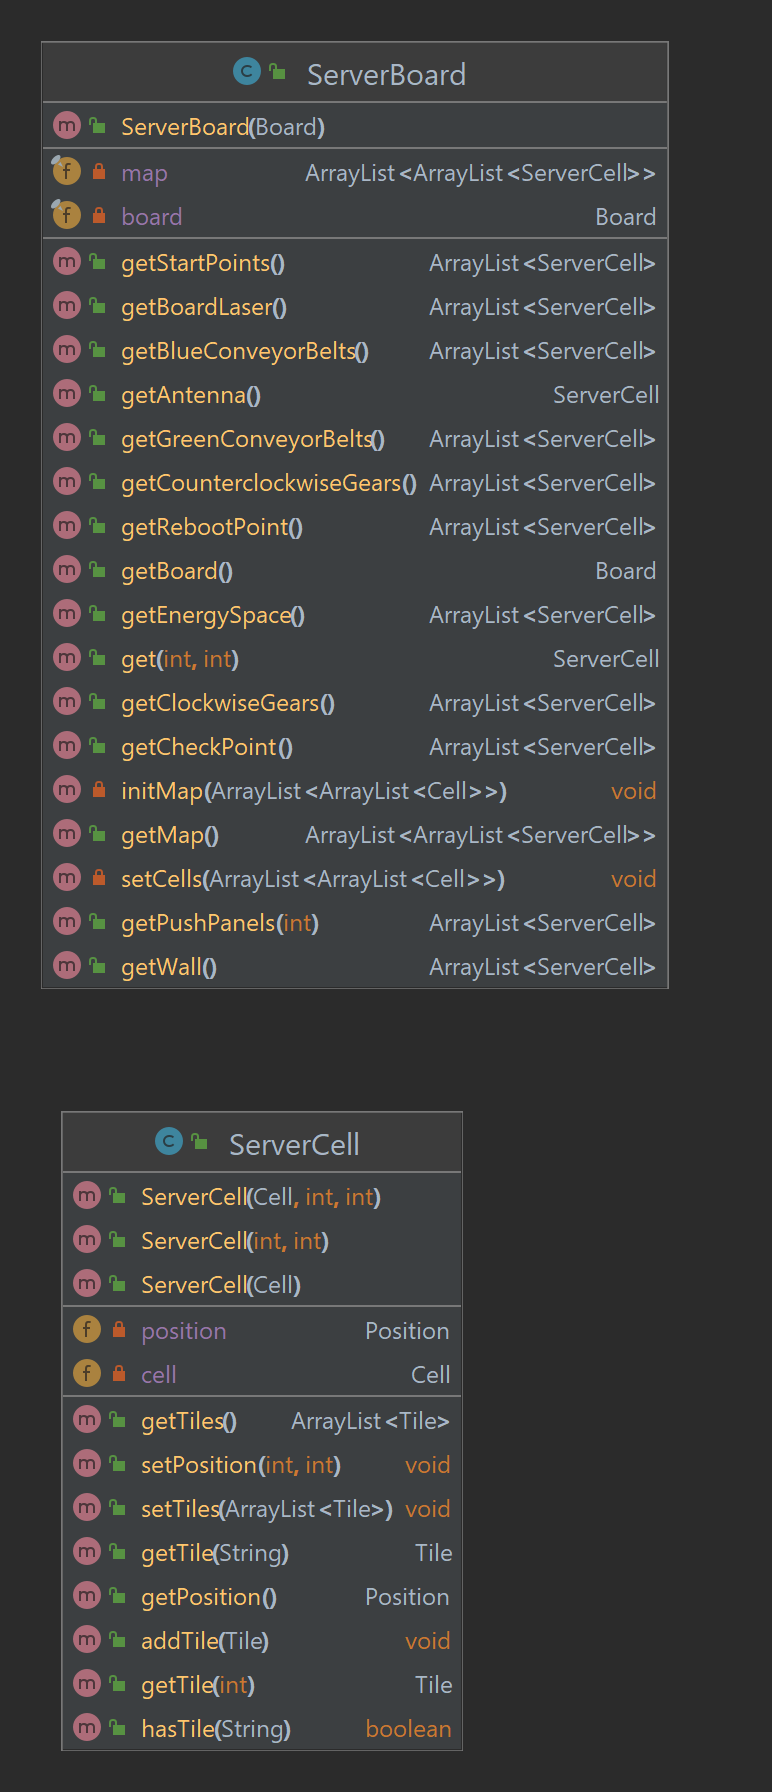 ServerBoard
ServerBoard(Board)
map ArrayList<ArrayList<ServerCell>>
board Board
getStartPoints() ArrayList<ServerCell>
getBoardLaser() ArrayList<ServerCell>
getBlueConveyorBelts() ArrayList<ServerCell>
getAntenna() ServerCell
getGreenConveyorBelts() ArrayList<ServerCell>
getCounterclockwiseGears() ArrayList<ServerCell>
getRebootPoint() ArrayList<ServerCell>
getBoard() Board
getEnergySpace() ArrayList<ServerCell>
get(int, int) ServerCell
getClockwiseGears() ArrayList<ServerCell>
getCheckPoint() ArrayList<ServerCell>
initMap(ArrayList<ArrayList<Cell>>) void
getMap() ArrayList<ArrayList<ServerCell>>
setCells(ArrayList<ArrayList<Cell>>) void
getPushPanels(int) ArrayList<ServerCell>
getWall() ArrayList<ServerCell>
ServerCell
ServerCell(Cell, int, int)
ServerCell(int, int)
ServerCell(Cell)
position Position
cell Cell
getTiles() ArrayList<Tile>
setPosition(int, int) void
setTiles(ArrayList<Tile>) void
getTile(String) Tile
getPosition() Position
addTile(Tile) void
getTile(int) Tile
hasTile(String) boolean